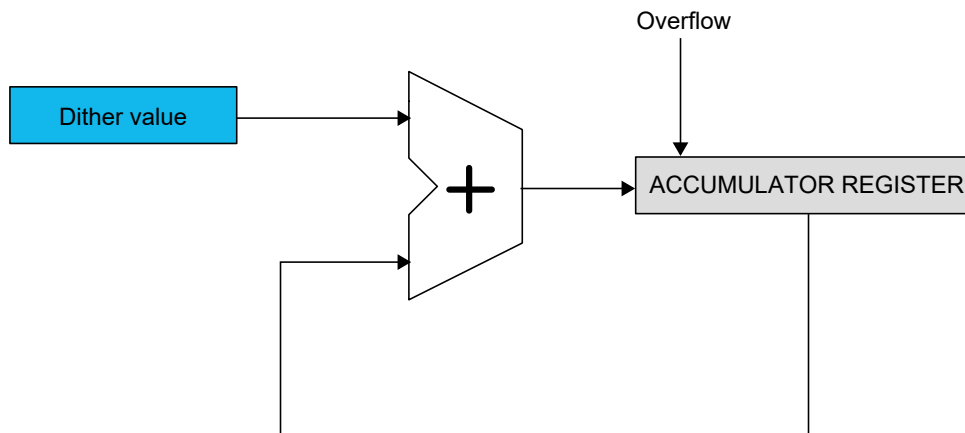 Overflow
Dither value
+
ACCUMULATOR REGISTER